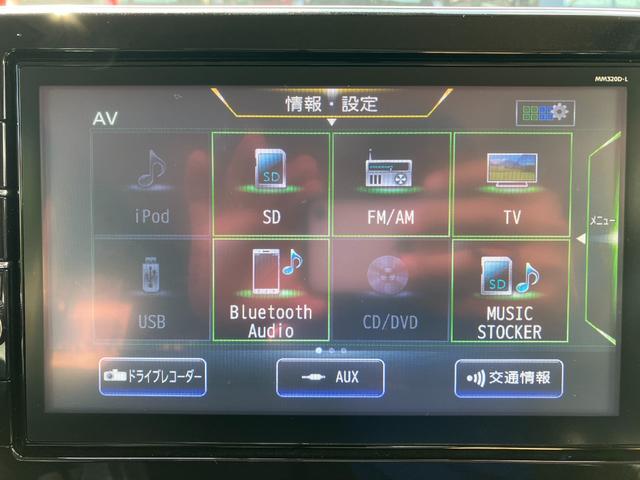 MM320D-L
情報・設定
AV
iPod
SD
SD
FM/AM
TV
メニュー
USB
Bluetooth
Audio
CD/DVD
SD
MUSIC
STOCKER
ドライブレコーダー
AUX
交通情報